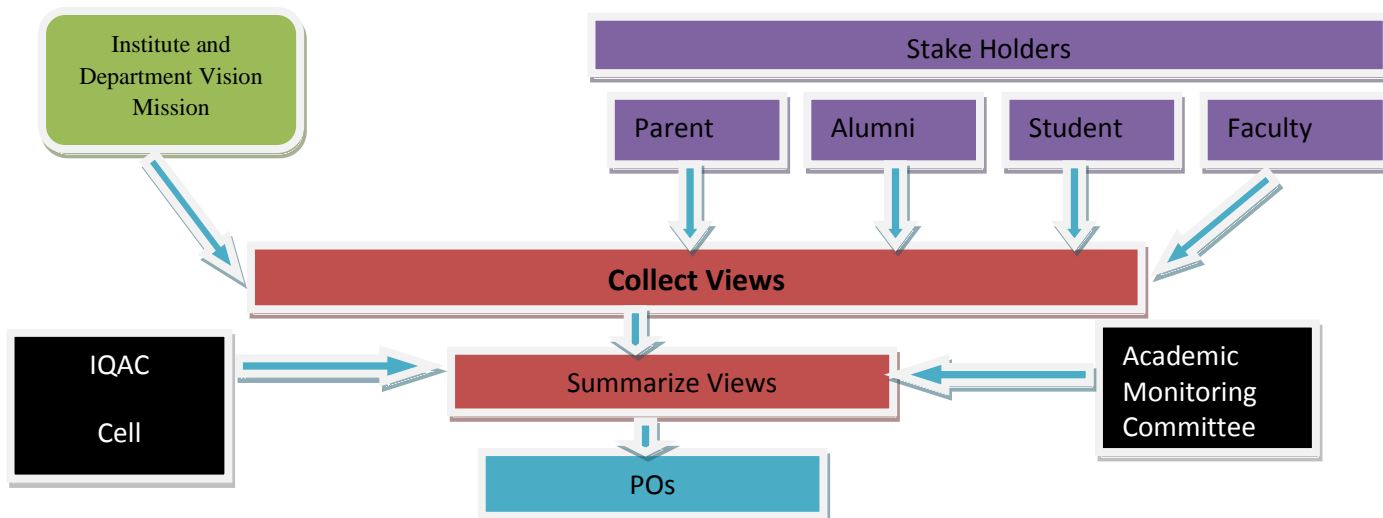 Institute and
Department Vision
Mission
Stake Holders
Parent
Alumni
Student
Faculty
Collect Views
IQAC
Cell
Summarize Views
Academic
Monitoring
Committee
POs